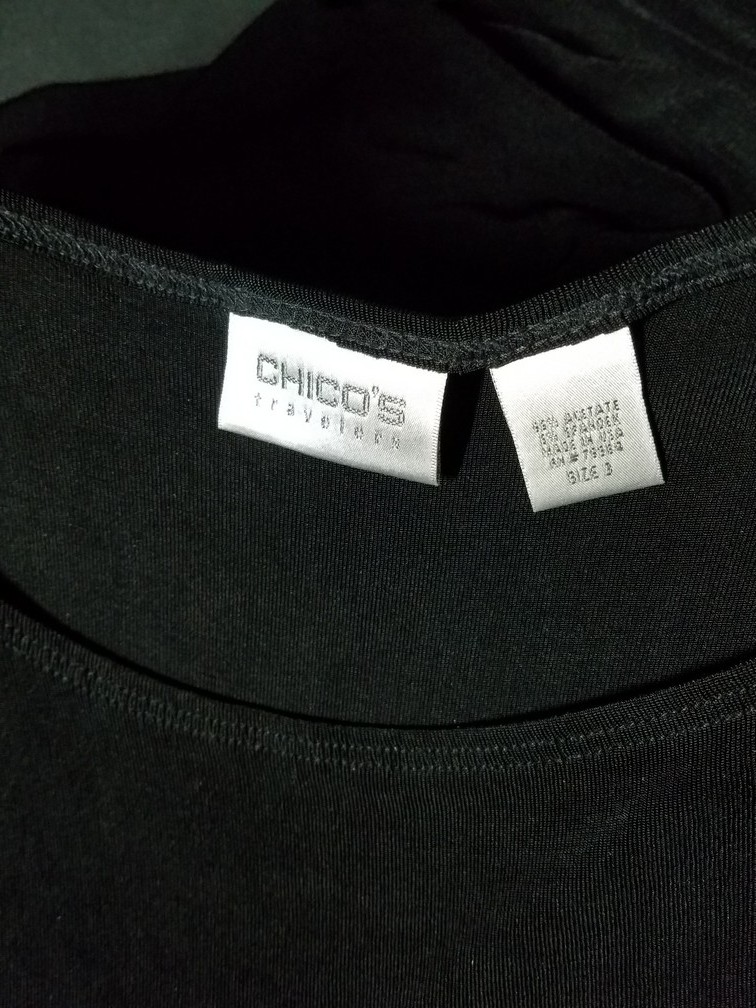 CHICO'S
travelers
95% ACETATE
5% SPANDEX
MADE IN USA
SIZE 3